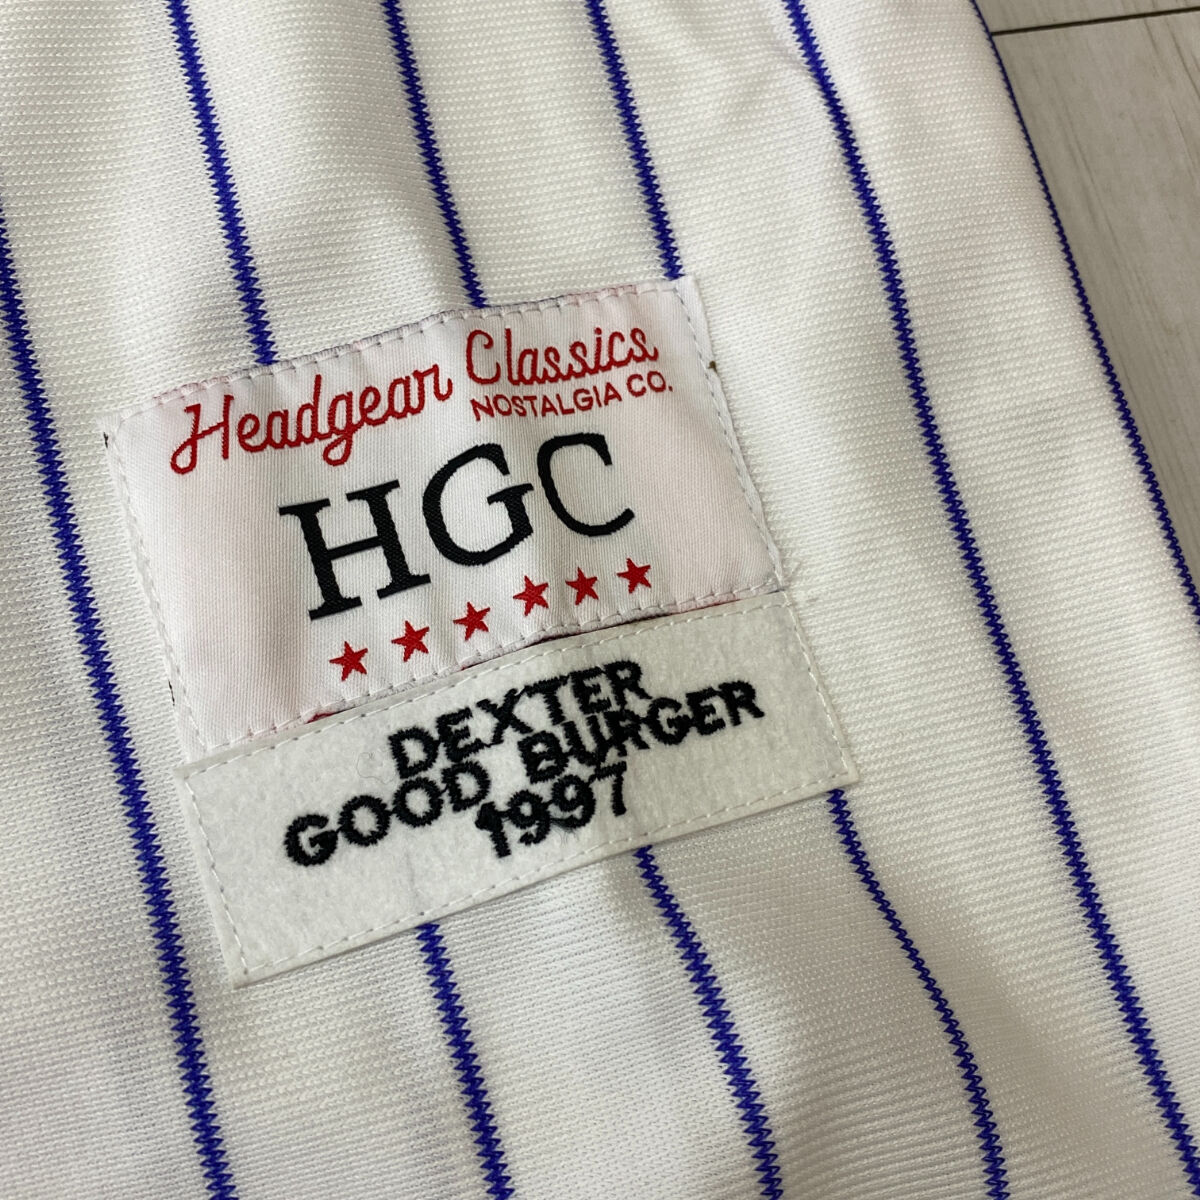 Headgear Classics
NOSTALGIA CO.
HGC
DEXTER
GOOD BURGER
1997